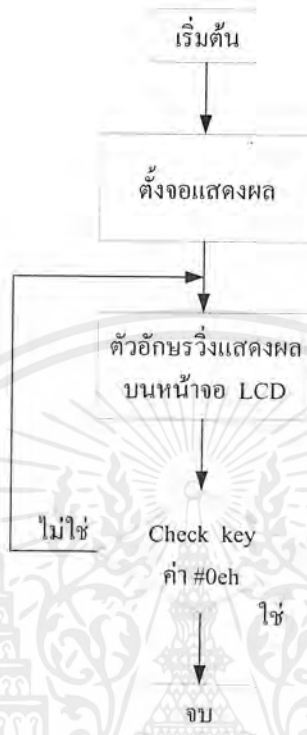 เริ่มต้น
ตั้งจอแสดงผล
ตัวอักษรวิ่งแสดงผล
บนหน้าจอ LCD
ไม่ใช่
Check key
ค่า #0eh
ใช่
จบ